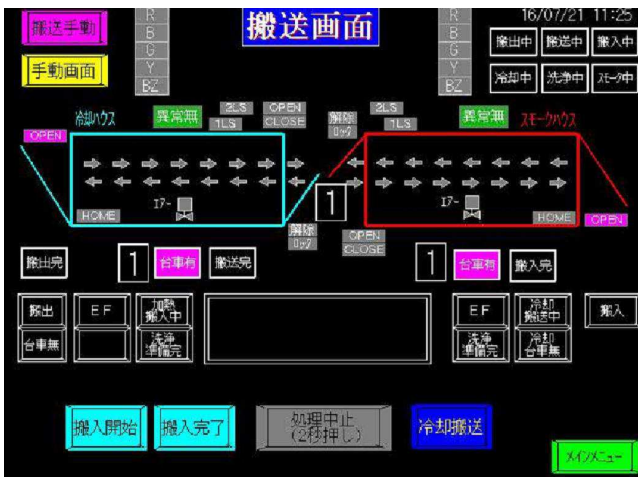 搬送手動
R
搬送画面
R
16/07/21 11:25
B
B
搬出中
搬送中
搬入中
G
G
手動画面
Y
Y
冷却中
洗浄中
スモーク中
BZ
BZ
冷却ハウス
異常無
2LS
OPEN
1LS
CLOSE
解除
ロック
2LS
1LS
異常無
スモークハウス
OPEN
エアー
エアー
1
HOME
HOME
OPEN
解除
ロック
OPEN
CLOSE
搬出完
1
台車有
搬送完
1
台車有
搬入完
搬出
EF
加熱
搬入中
EF
冷却
搬送中
搬入
台車無
洗浄
準備完
洗浄
準備完
冷却
台車無
搬入開始
搬入完了
処理中止
(2秒押し)
冷却搬送
メインメニュー